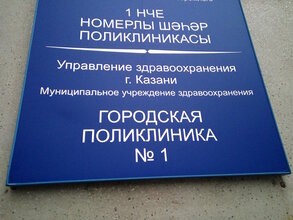 1 НЧЕ
НОМЕРЛЫ ШӘҺӘР
ПОЛИКЛИНИКАСЫ
Управление здравоохранения
г. Казани
Муниципальное учреждение здравоохранения
ГОРОДСКАЯ
ПОЛИКЛИНИКА
№ 1